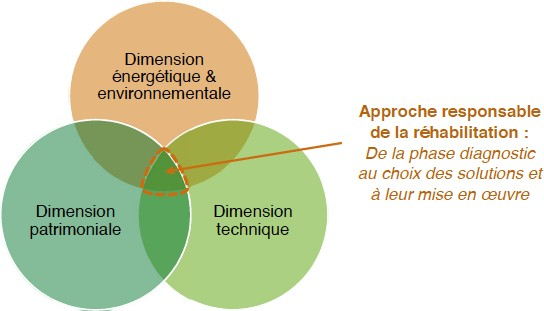 Dimension
énergétique &
environnementale
Approche responsable
de la réhabilitation :
De la phase diagnostic
au choix des solutions et
à leur mise en œuvre
Dimension
patrimoniale
Dimension
technique